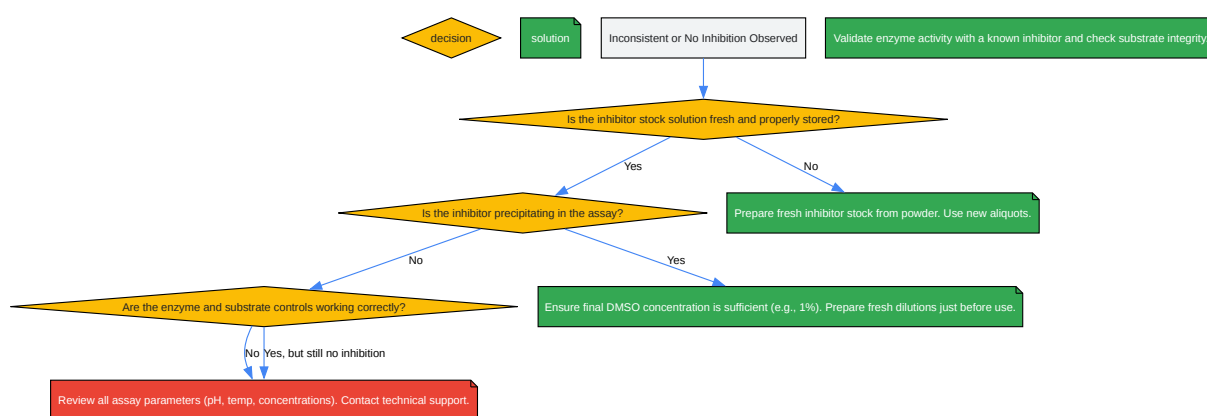 decision
solution
Inconsistent or No Inhibition Observed
Validate enzyme activity with a known inhibitor and check substrate integrity.
Is the inhibitor stock solution fresh and properly stored?
Yes
No
Is the inhibitor precipitating in the assay?
Prepare fresh inhibitor stock from powder. Use new aliquots.
No
Yes
Are the enzyme and substrate controls working correctly?
Ensure final DMSO concentration is sufficient (e.g., 1%). Prepare fresh dilutions just before use.
No
Yes, but still no inhibition
Review all assay parameters (pH, temp, concentrations). Contact technical support.